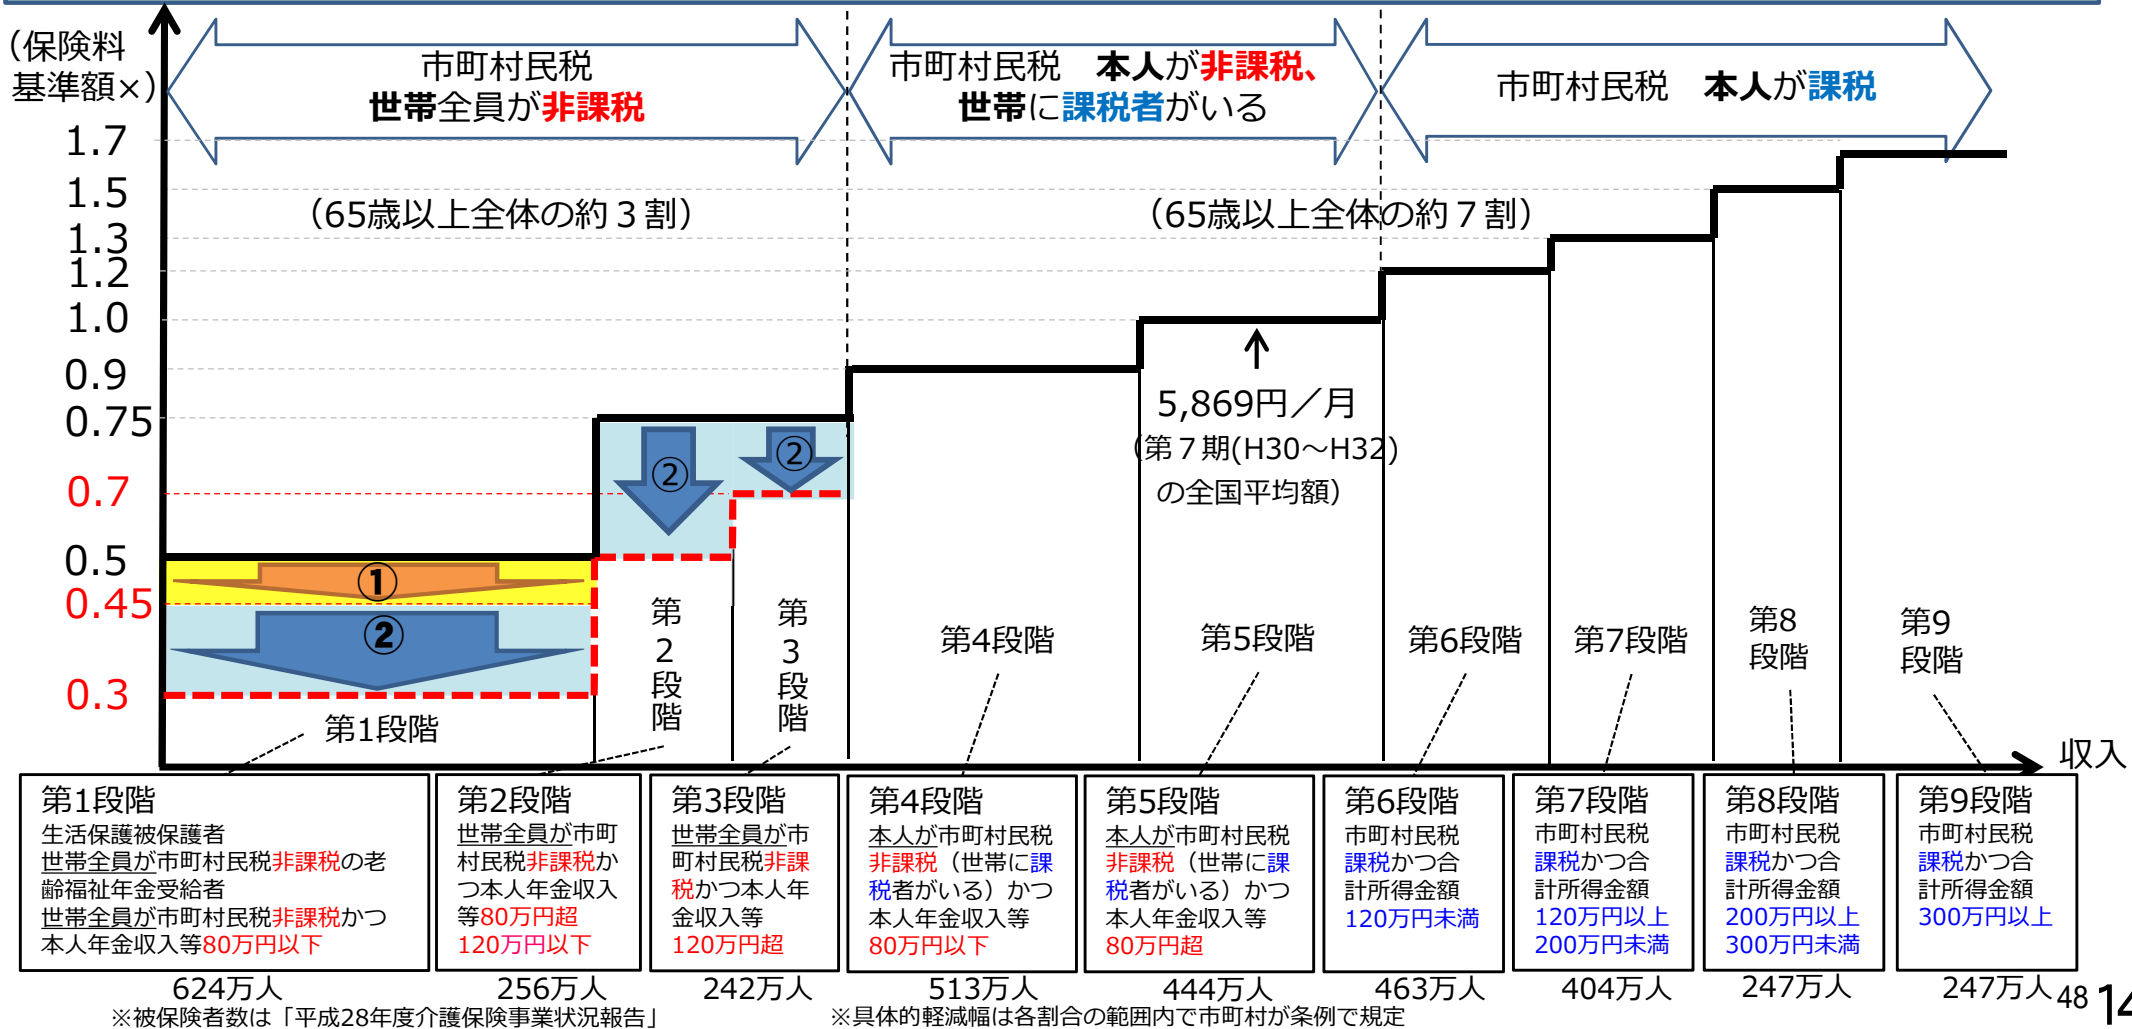 （保険料
基準額×）
市町村民税
世帯全員が非課税
市町村民税　本人が非課税、
世帯に課税者がいる
市町村民税　本人が課税
1.7
1.5
1.3
1.2
1.0
0.9
0.75
0.7
0.5
0.45
0.3
（65歳以上全体の約３割）
（65歳以上全体の約７割）
5,869円／月
（第７期(H30～H32)
の全国平均額）
①
②
②
②
第1段階
第2段階
第3段階
第4段階
第5段階
第6段階
第7段階
第8
段階
第9
段階
収入
第1段階
生活保護被保護者
世帯全員が市町村民税非課税の老
齢福祉年金受給者
世帯全員が市町村民税非課税かつ
本人年金収入等80万円以下
第2段階
世帯全員が市町
村民税非課税か
つ本人年金収入
等80万円超
120万円以下
第3段階
世帯全員が市
町村民税非課
税かつ本人年
金収入等
120万円超
第4段階
本人が市町村民税
非課税（世帯に課
税者がいる）かつ
本人年金収入等
80万円以下
第5段階
本人が市町村民税
非課税（世帯に課
税者がいる）かつ
本人年金収入等
80万円超
第6段階
市町村民税
課税かつ合
計所得金額
120万円未満
第7段階
市町村民税
課税かつ合
計所得金額
120万円以上
200万円未満
第8段階
市町村民税
課税かつ合
計所得金額
200万円以上
300万円未満
第9段階
市町村民税
課税かつ合
計所得金額
300万円以上
624万人
256万人
242万人
513万人
444万人
463万人
404万人
247万人
247万人
※被保険者数は「平成28年度介護保険事業状況報告」
※具体的軽減幅は各割合の範囲内で市町村が条例で規定
48